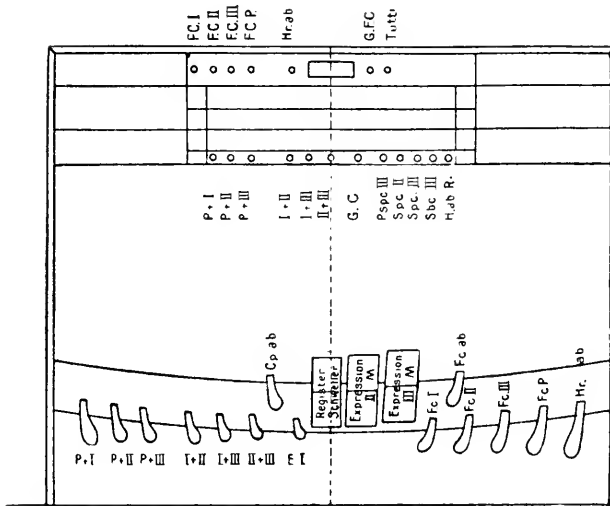 F.C. I
F.C. II
F.C. III
F.C P.
Hr. ab
G.FC
Tutti
P + I
P + II
P + III
I + II
I + III
II + III
G. C
Pspc III
Spc II
Spc. III
Sbc III
H.ab R.
Cp ab
Register
Schweller
Expression
II
M
Expression
III
M
Fc ab
P+I
P+II
P+III
I+II
I+III
II+III
E I
Fc I
Fc II
Fc III
Fc P
Hr. ab